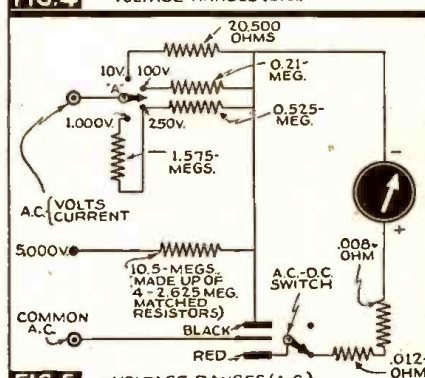 FIG.4
VOLTAGE RANGES (D.C.)
20,500
OHMS
10V.
100V.
"A"
0.21-
MEG.
0.525-
MEG.
1,000V.
250V.
1.575-
MEGS.
A.C. { VOLTS
CURRENT
5,000V.
10.5-MEGS.
(MADE UP OF
4-2.625 MEG.
MATCHED
RESISTORS)
A.C.-D.C.
SWITCH
.008-
OHM
COMMON
A.C.
BLACK
RED
.012-
OHM
-
+
FIG.5
VOLTAGE RANGES (A.C.)